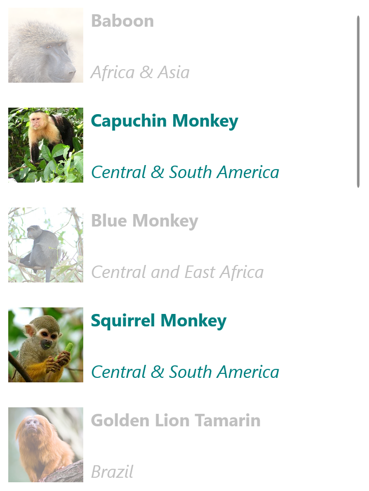 Baboon
Africa & Asia
Capuchin Monkey
Central & South America
Blue Monkey
Central and East Africa
Squirrel Monkey
Central & South America
Golden Lion Tamarin
Brazil